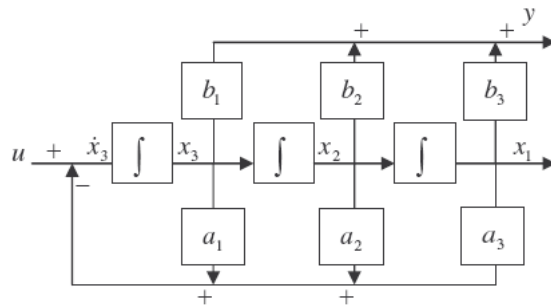 y
+ +
b₁ b₂ b₃
u + ẋ₃ ∫ x₃ ∫ x₂ ∫ x₁
−
a₁ a₂ a₃
+ +